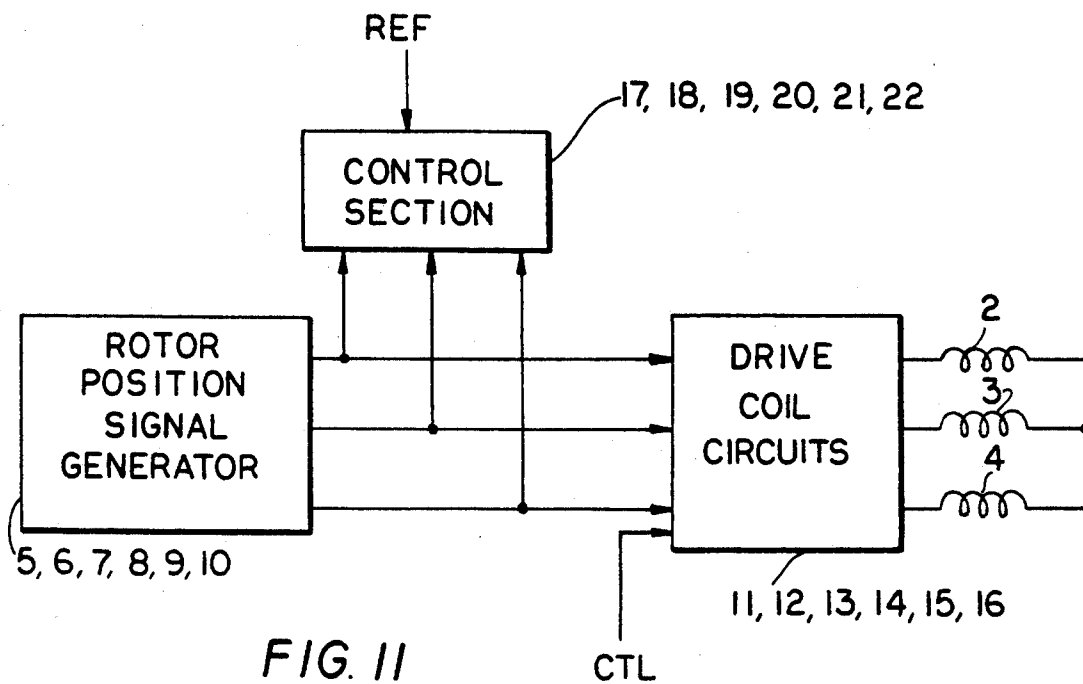 REF
17, 18, 19, 20, 21, 22
CONTROL
SECTION
ROTOR
POSITION
SIGNAL
GENERATOR
DRIVE
COIL
CIRCUITS
2
3
4
5, 6, 7, 8, 9, 10
11, 12, 13, 14, 15, 16
FIG. 11
CTL